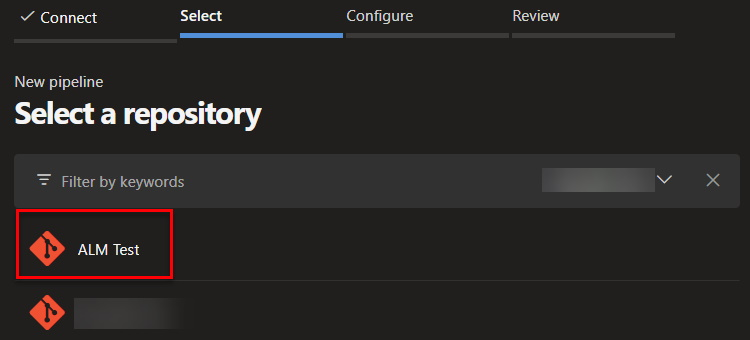 Connect
Select
Configure
Review
New pipeline
Select a repository
Filter by keywords
ALM Test